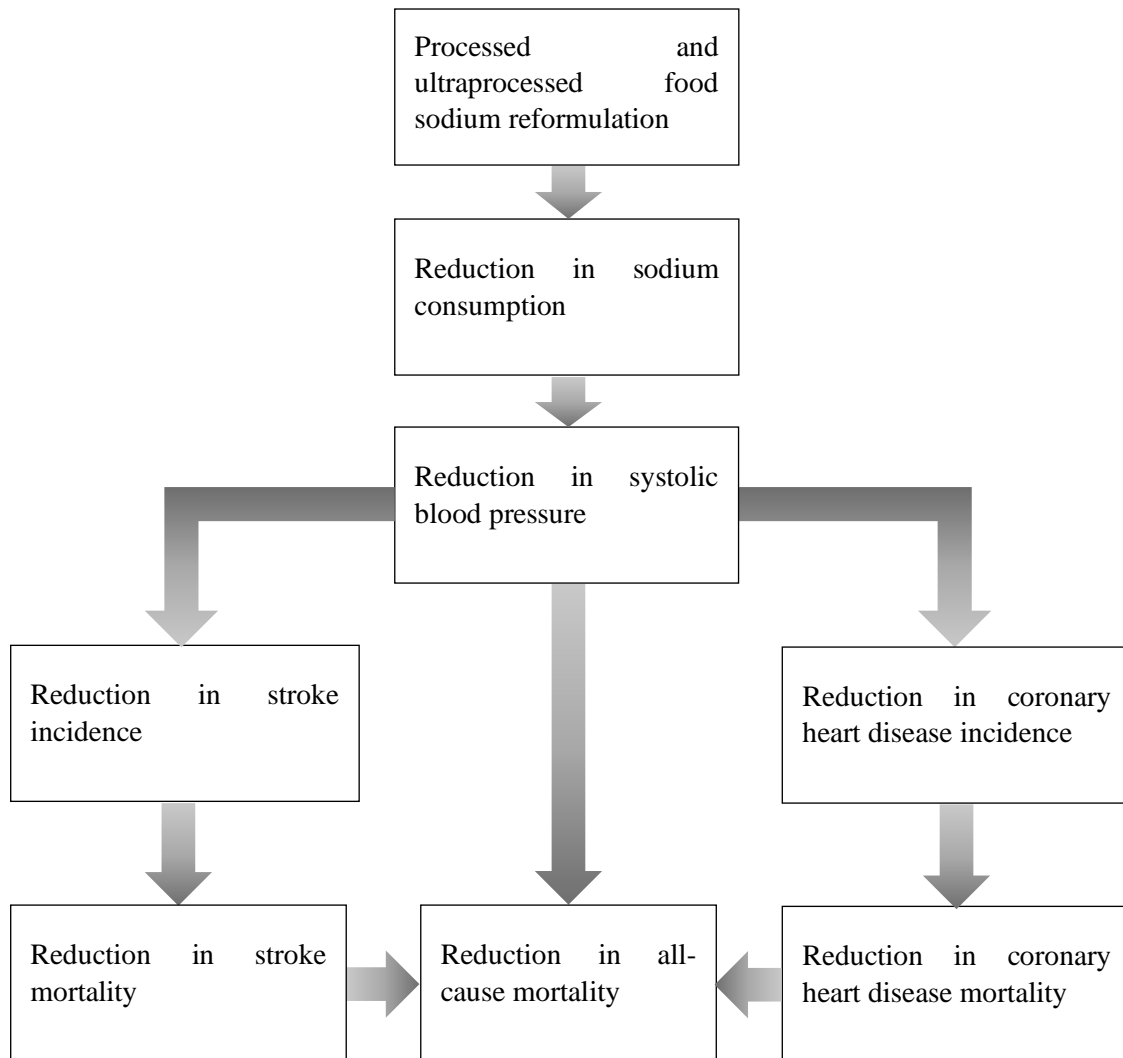 Processed and
ultraprocessed food
sodium reformulation
Reduction in sodium
consumption
Reduction in systolic
blood pressure
Reduction in stroke
incidence
Reduction in coronary
heart disease incidence
Reduction in stroke
mortality
Reduction in all-
cause mortality
Reduction in coronary
heart disease mortality